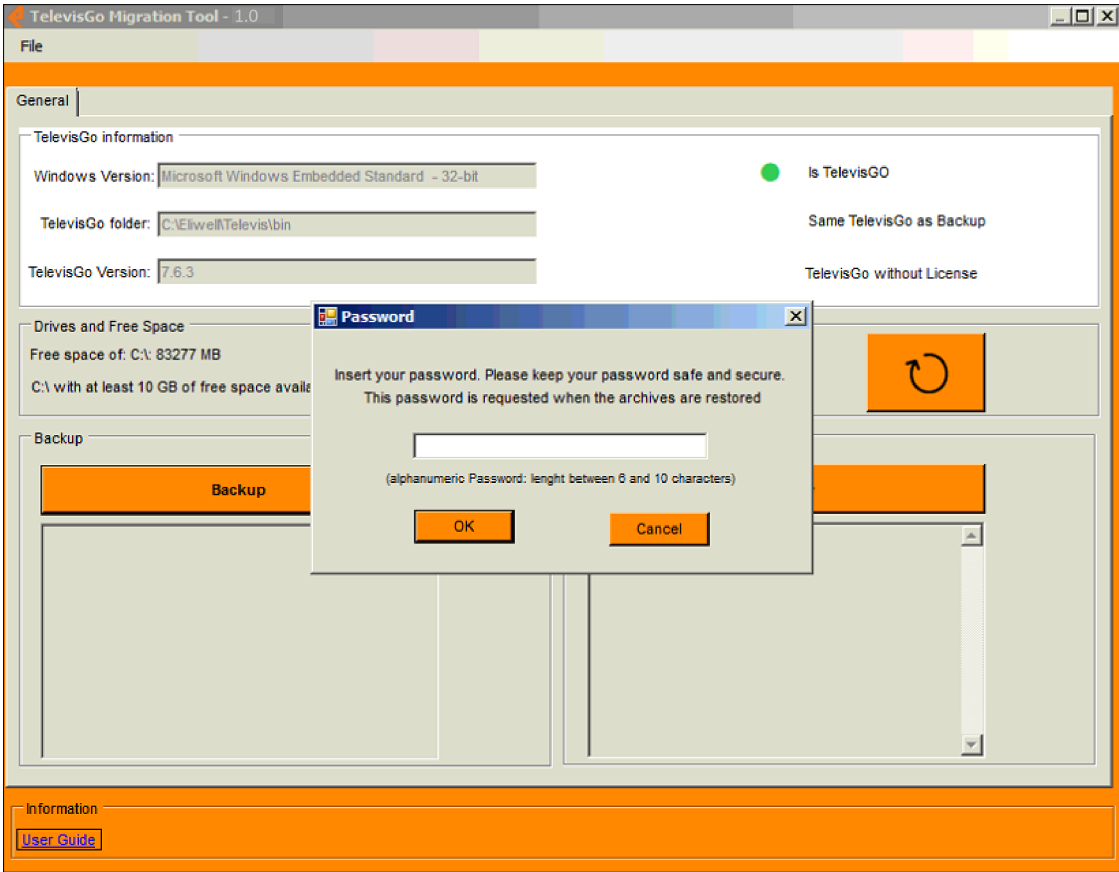 TelevisGo Migration Tool - 1.0
File
General
TelevisGo information
Windows Version: Microsoft Windows Embedded Standard - 32-bit
Is TelevisGO
TelevisGo folder: C:\Eliwell\Televis\bin
Same TelevisGo as Backup
TelevisGo Version: 7.6.3
TelevisGo without License
Password
Drives and Free Space
Free space of: C:\: 83277 MB
C:\ with at least 10 GB of free space
Insert your password. Please keep your password safe and secure.
This password is requested when the archives are restored
(alphanumeric Password: lenght between 6 and 10 characters)
OK
Cancel
Backup
Backup
Information
User Guide